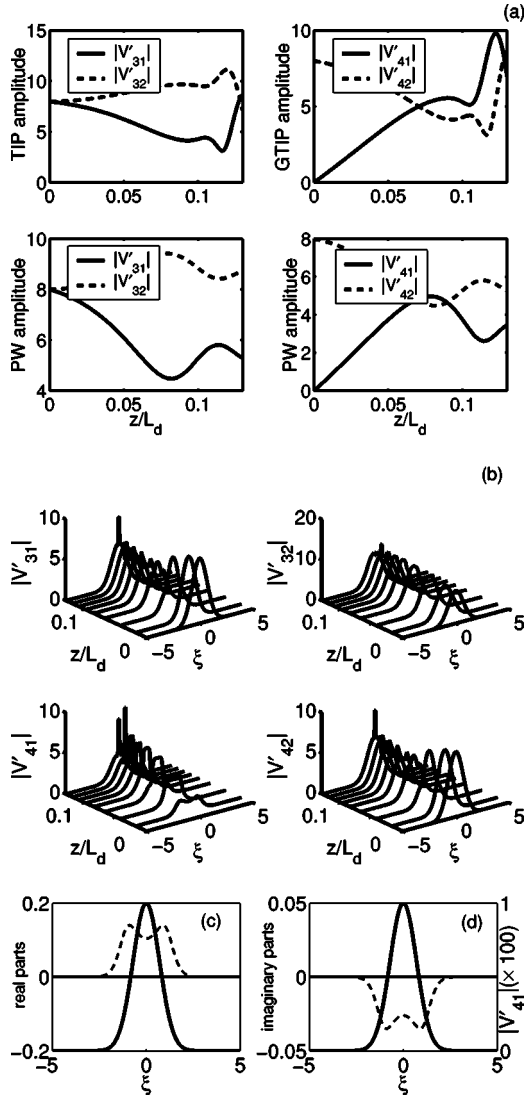 (a)
TIP amplitude
15
10
5
0
|V′31|
|V′32|
0
0.05
0.1
GTIP amplitude
10
5
0
|V′41|
|V′42|
0
0.05
0.1
PW amplitude
10
8
6
4
|V′31|
|V′32|
0
0.05
0.1
z/Ld
PW amplitude
8
6
4
2
0
|V′41|
|V′42|
0
0.05
0.1
z/Ld
(b)
|V′31|
10
5
0
0.1
0
z/Ld
−5
0
5
ξ
|V′32|
20
10
0
0.1
0
z/Ld
−5
0
5
ξ
|V′41|
10
5
0
0.1
0
z/Ld
−5
0
5
ξ
|V′42|
10
5
0
0.1
0
z/Ld
−5
0
5
ξ
real parts
0.2
0
−0.2
(c)
−5
0
5
ξ
imaginary parts
0.05
0
−0.05
(d)
−5
0
5
ξ
1
0
|V′41|(×100)